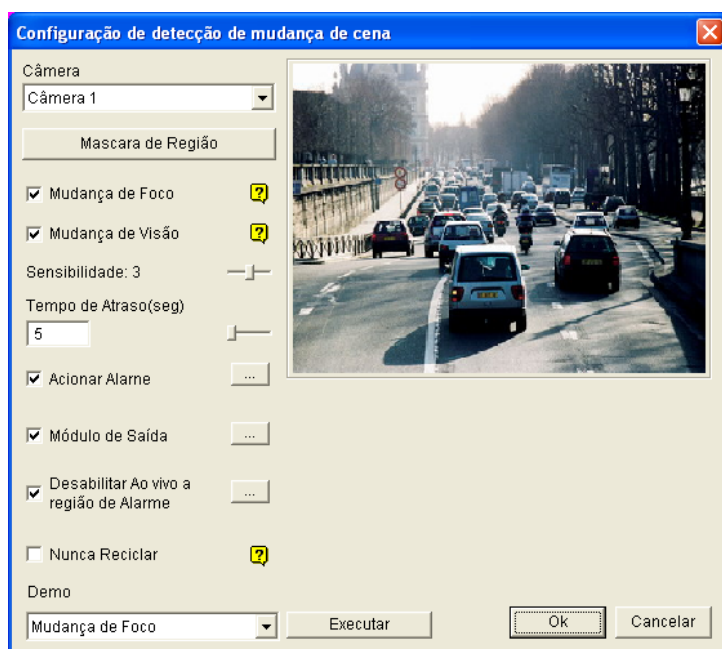 Configuração de detecção de mudança de cena
Câmera
Câmera 1
Mascara de Região
Mudança de Foco
?
Mudança de Visão
?
Sensibilidade: 3
Tempo de Atraso(seg)
5
Acionar Alarne
...
Módulo de Saída
...
Desabilitar Ao vivo a
região de Alarme
...
Nunca Reciclar
?
Demo
Mudança de Foco
Executar
Ok
Cancelar